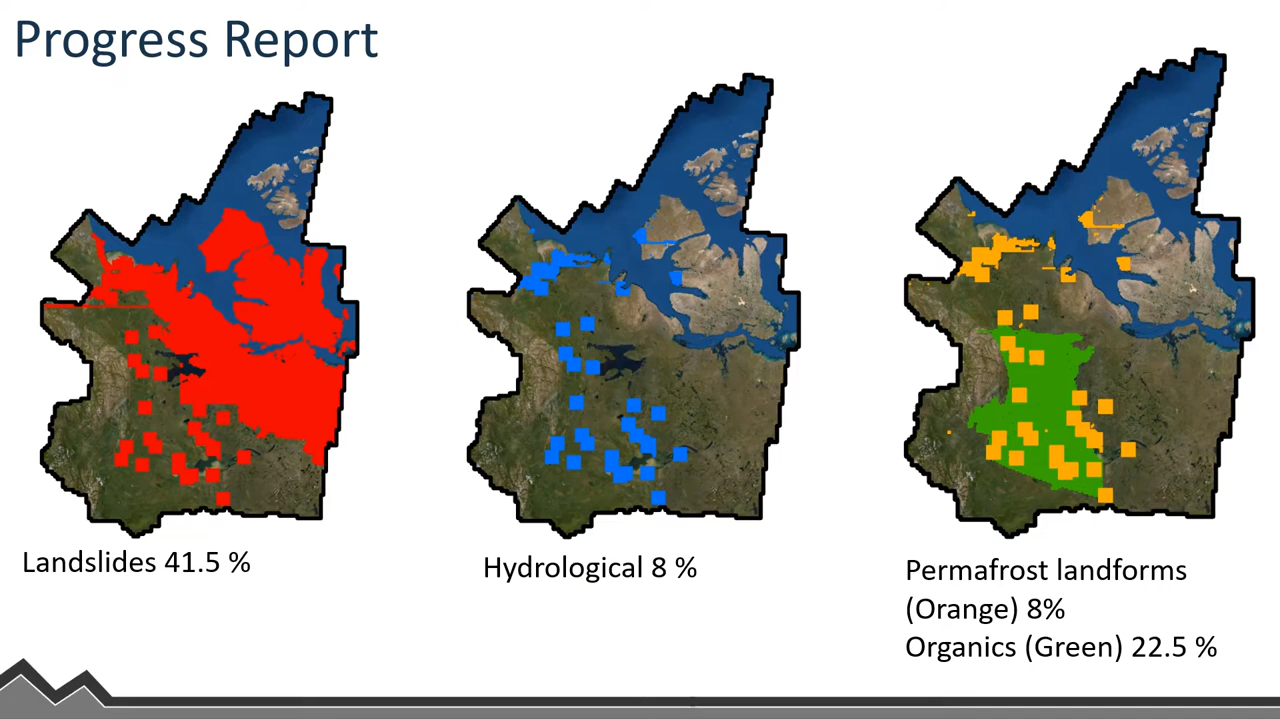 Progress Report
Landslides 41.5 %
Hydrological 8 %
Permafrost landforms
(Orange) 8%
Organics (Green) 22.5 %